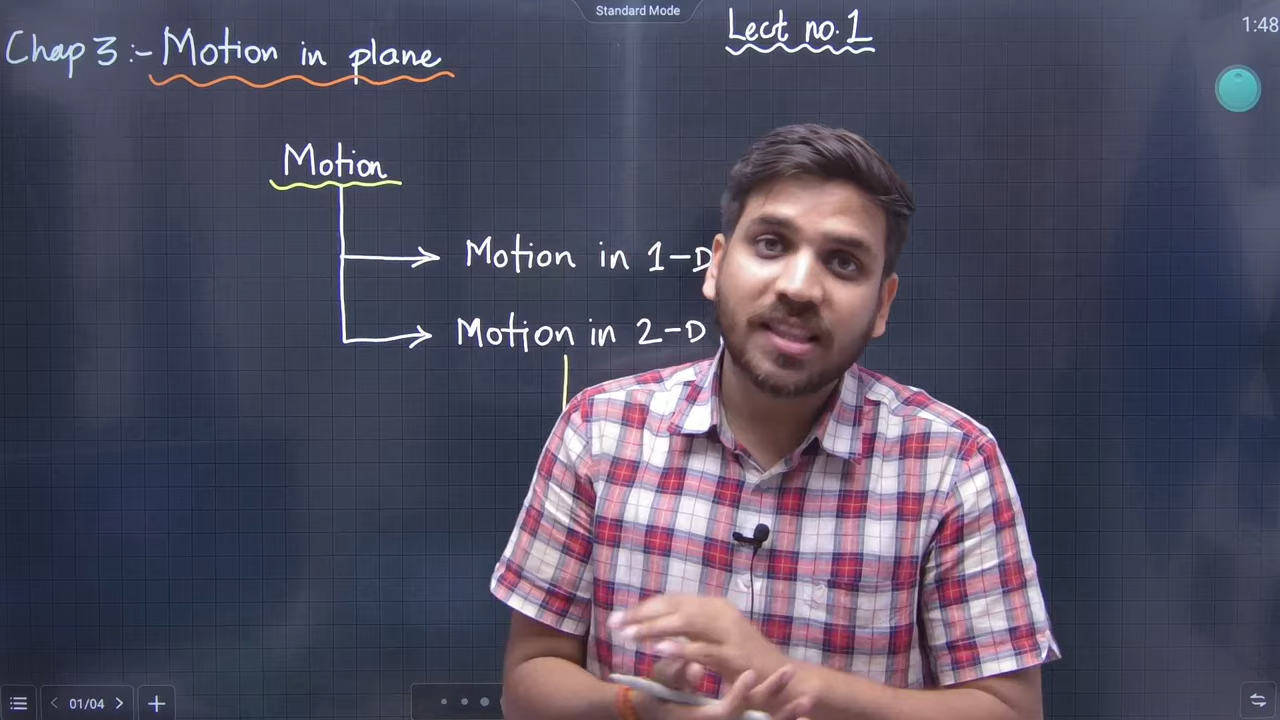 Standard Mode
Lect no. 1
1:48
Chap 3 :- Motion in plane
Motion
Motion in 1-D
Motion in 2-D
01/04